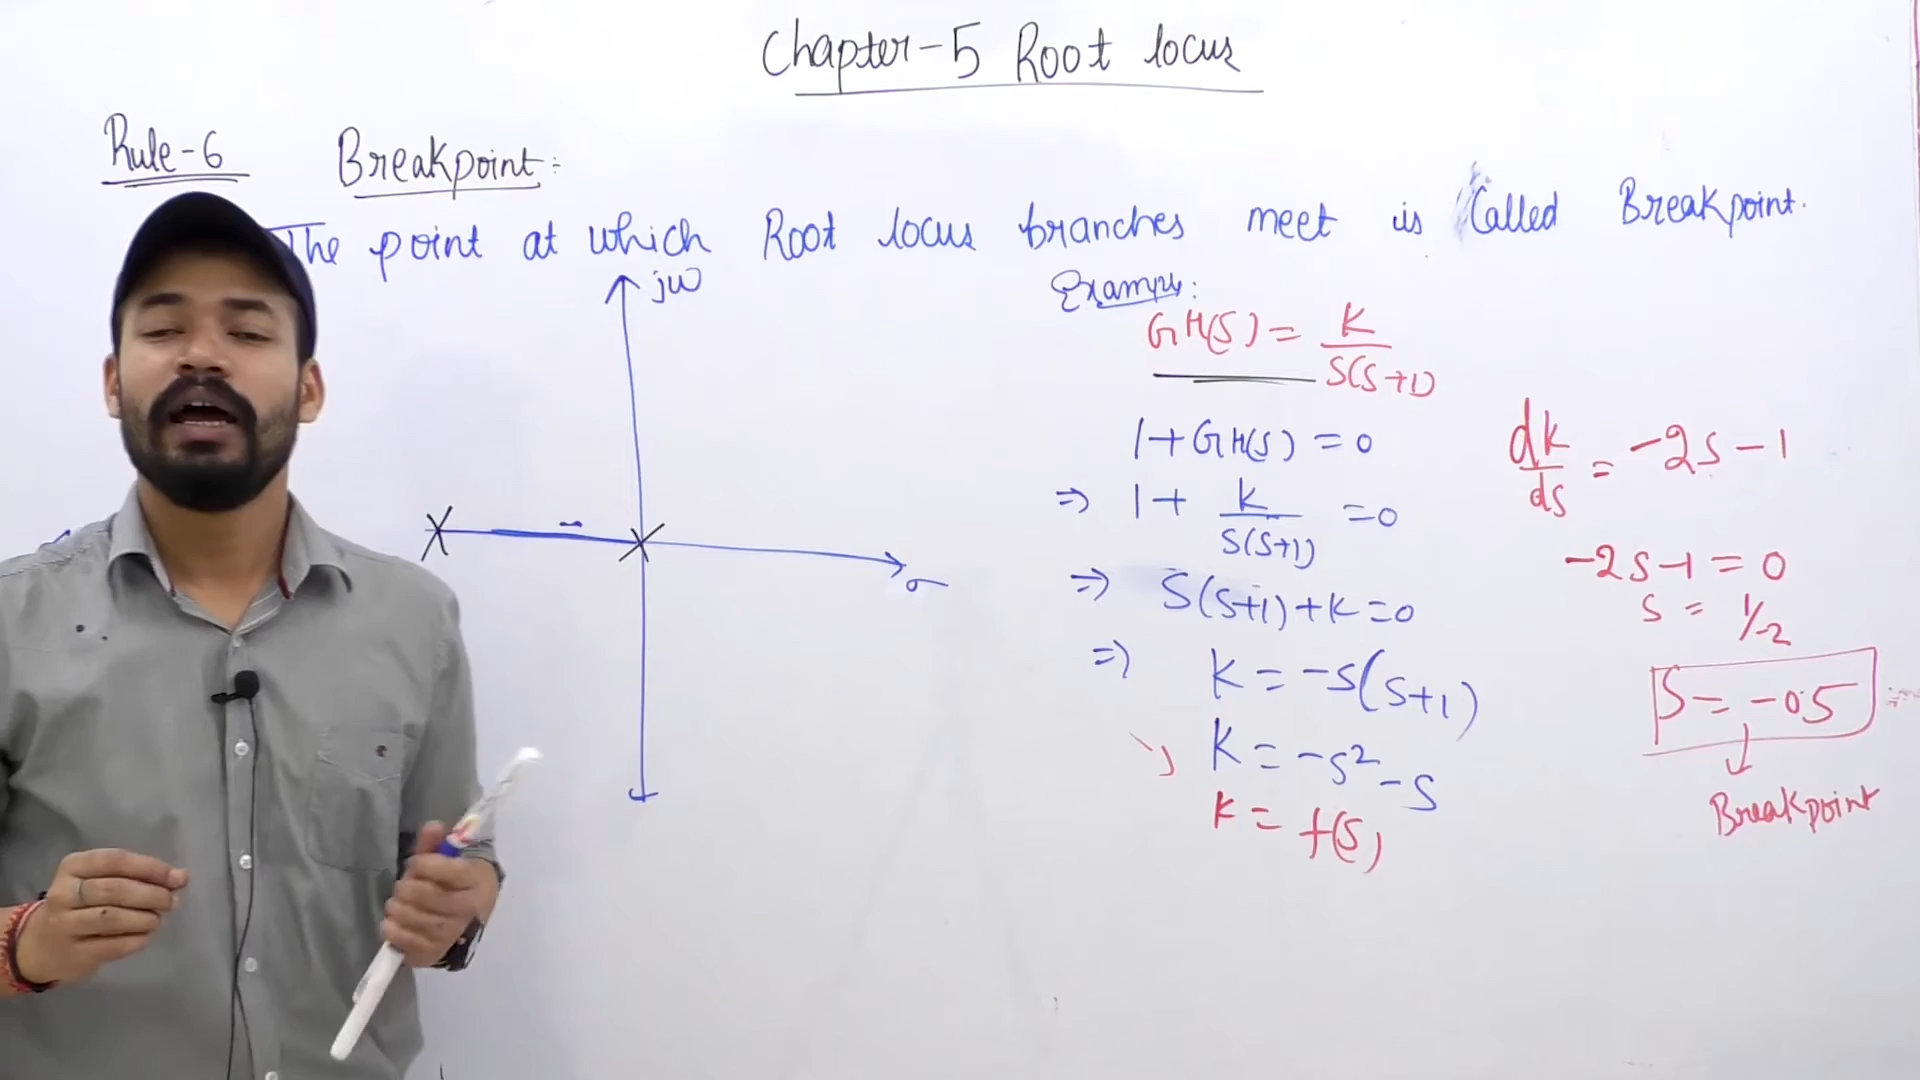 Chapter-5 Root locus
Rule-6 Breakpoint:
The point at which Root locus branches meet is Called Breakpoint.
jω
σ
Example:
GH(S) = K/S(S+1)
1+GH(S) = 0
⇒ 1+ K/S(S+1) = 0
⇒ S(S+1)+K=0
⇒ K = -S(S+1)
K = -S² - S
K = f(S)
dk/ds = -2S-1
-2S-1 = 0
S = 1/-2
S = -0.5
Breakpoint